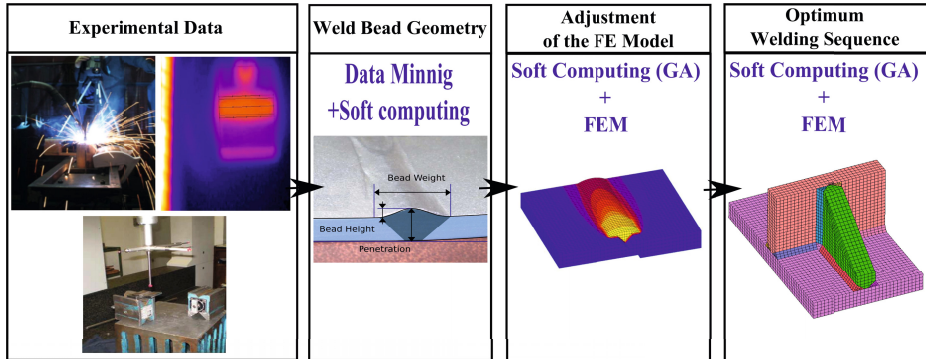 Experimental Data
Weld Bead Geometry
Data Minnig
+Soft computing
Bead Weight
Bead Height
Penetration
Adjustment
of the FE Model
Soft Computing (GA)
+
FEM
Optimum
Welding Sequence
Soft Computing (GA)
+
FEM